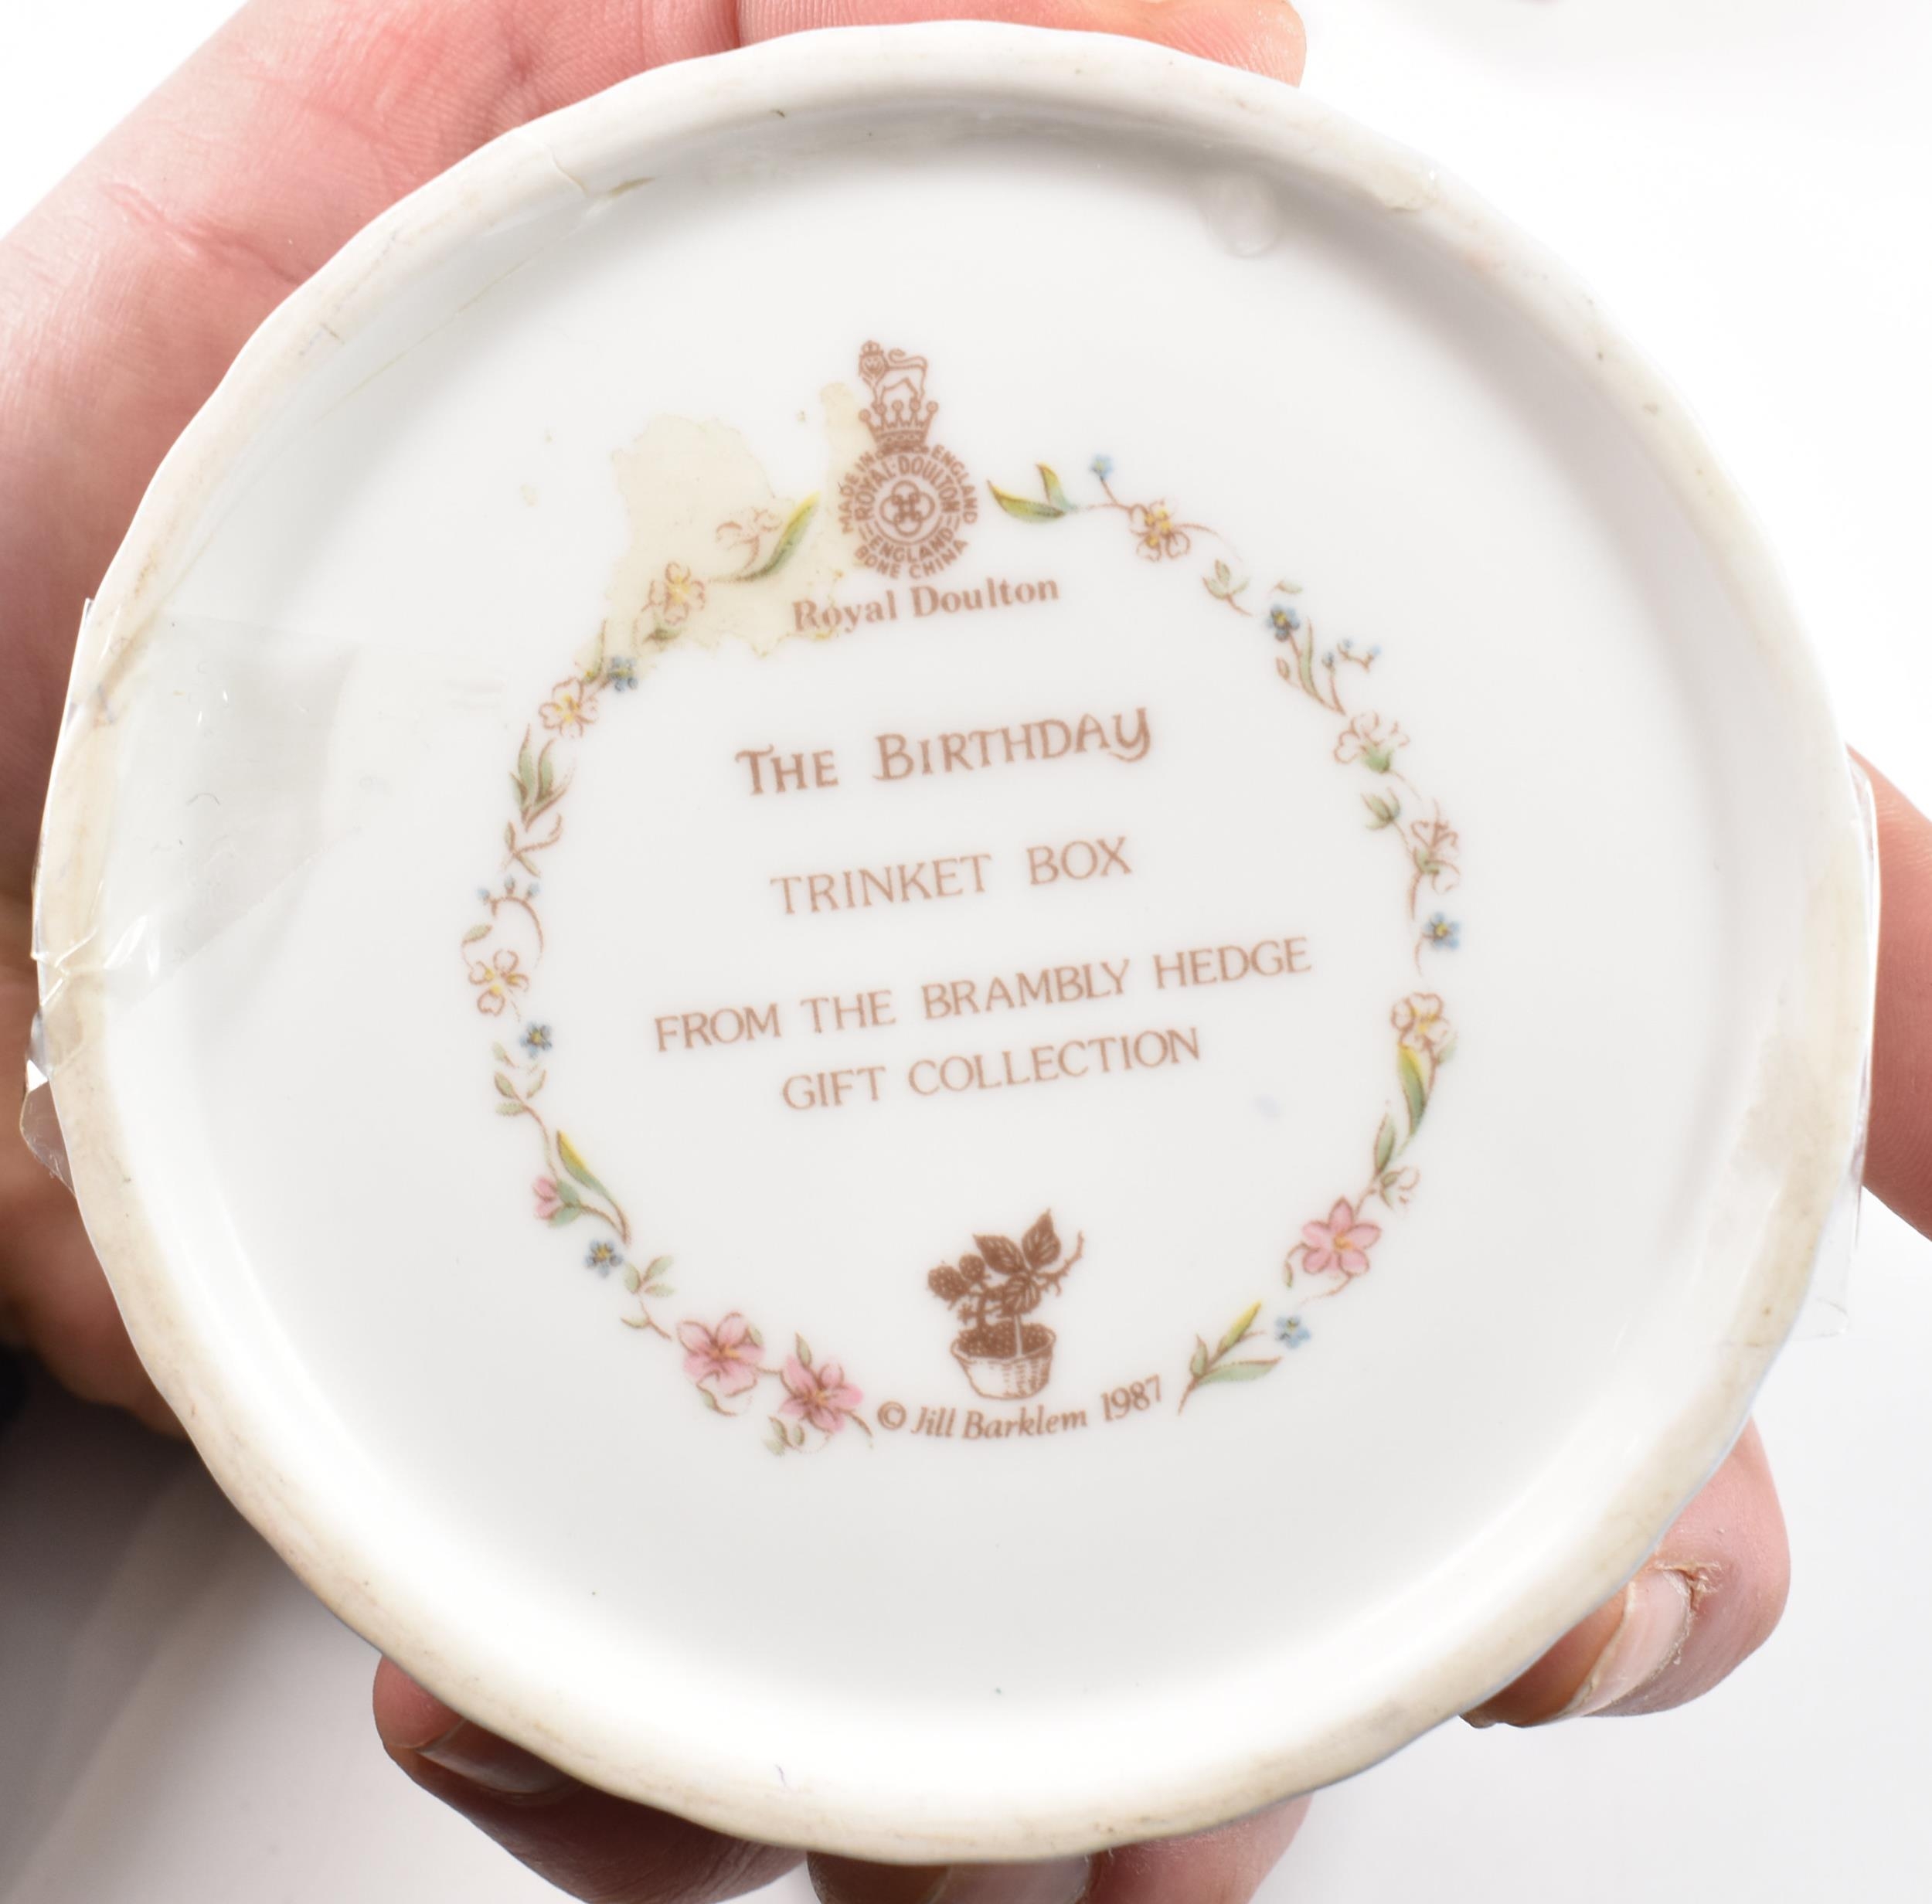 MADE IN ENGLAND
ROYAL·DOULTON
ENGLAND
BONE CHINA
Royal Doulton
THE BIRTHDAY
TRINKET BOX
FROM THE BRAMBLY HEDGE
GIFT COLLECTION
© Jill Barklem 1987